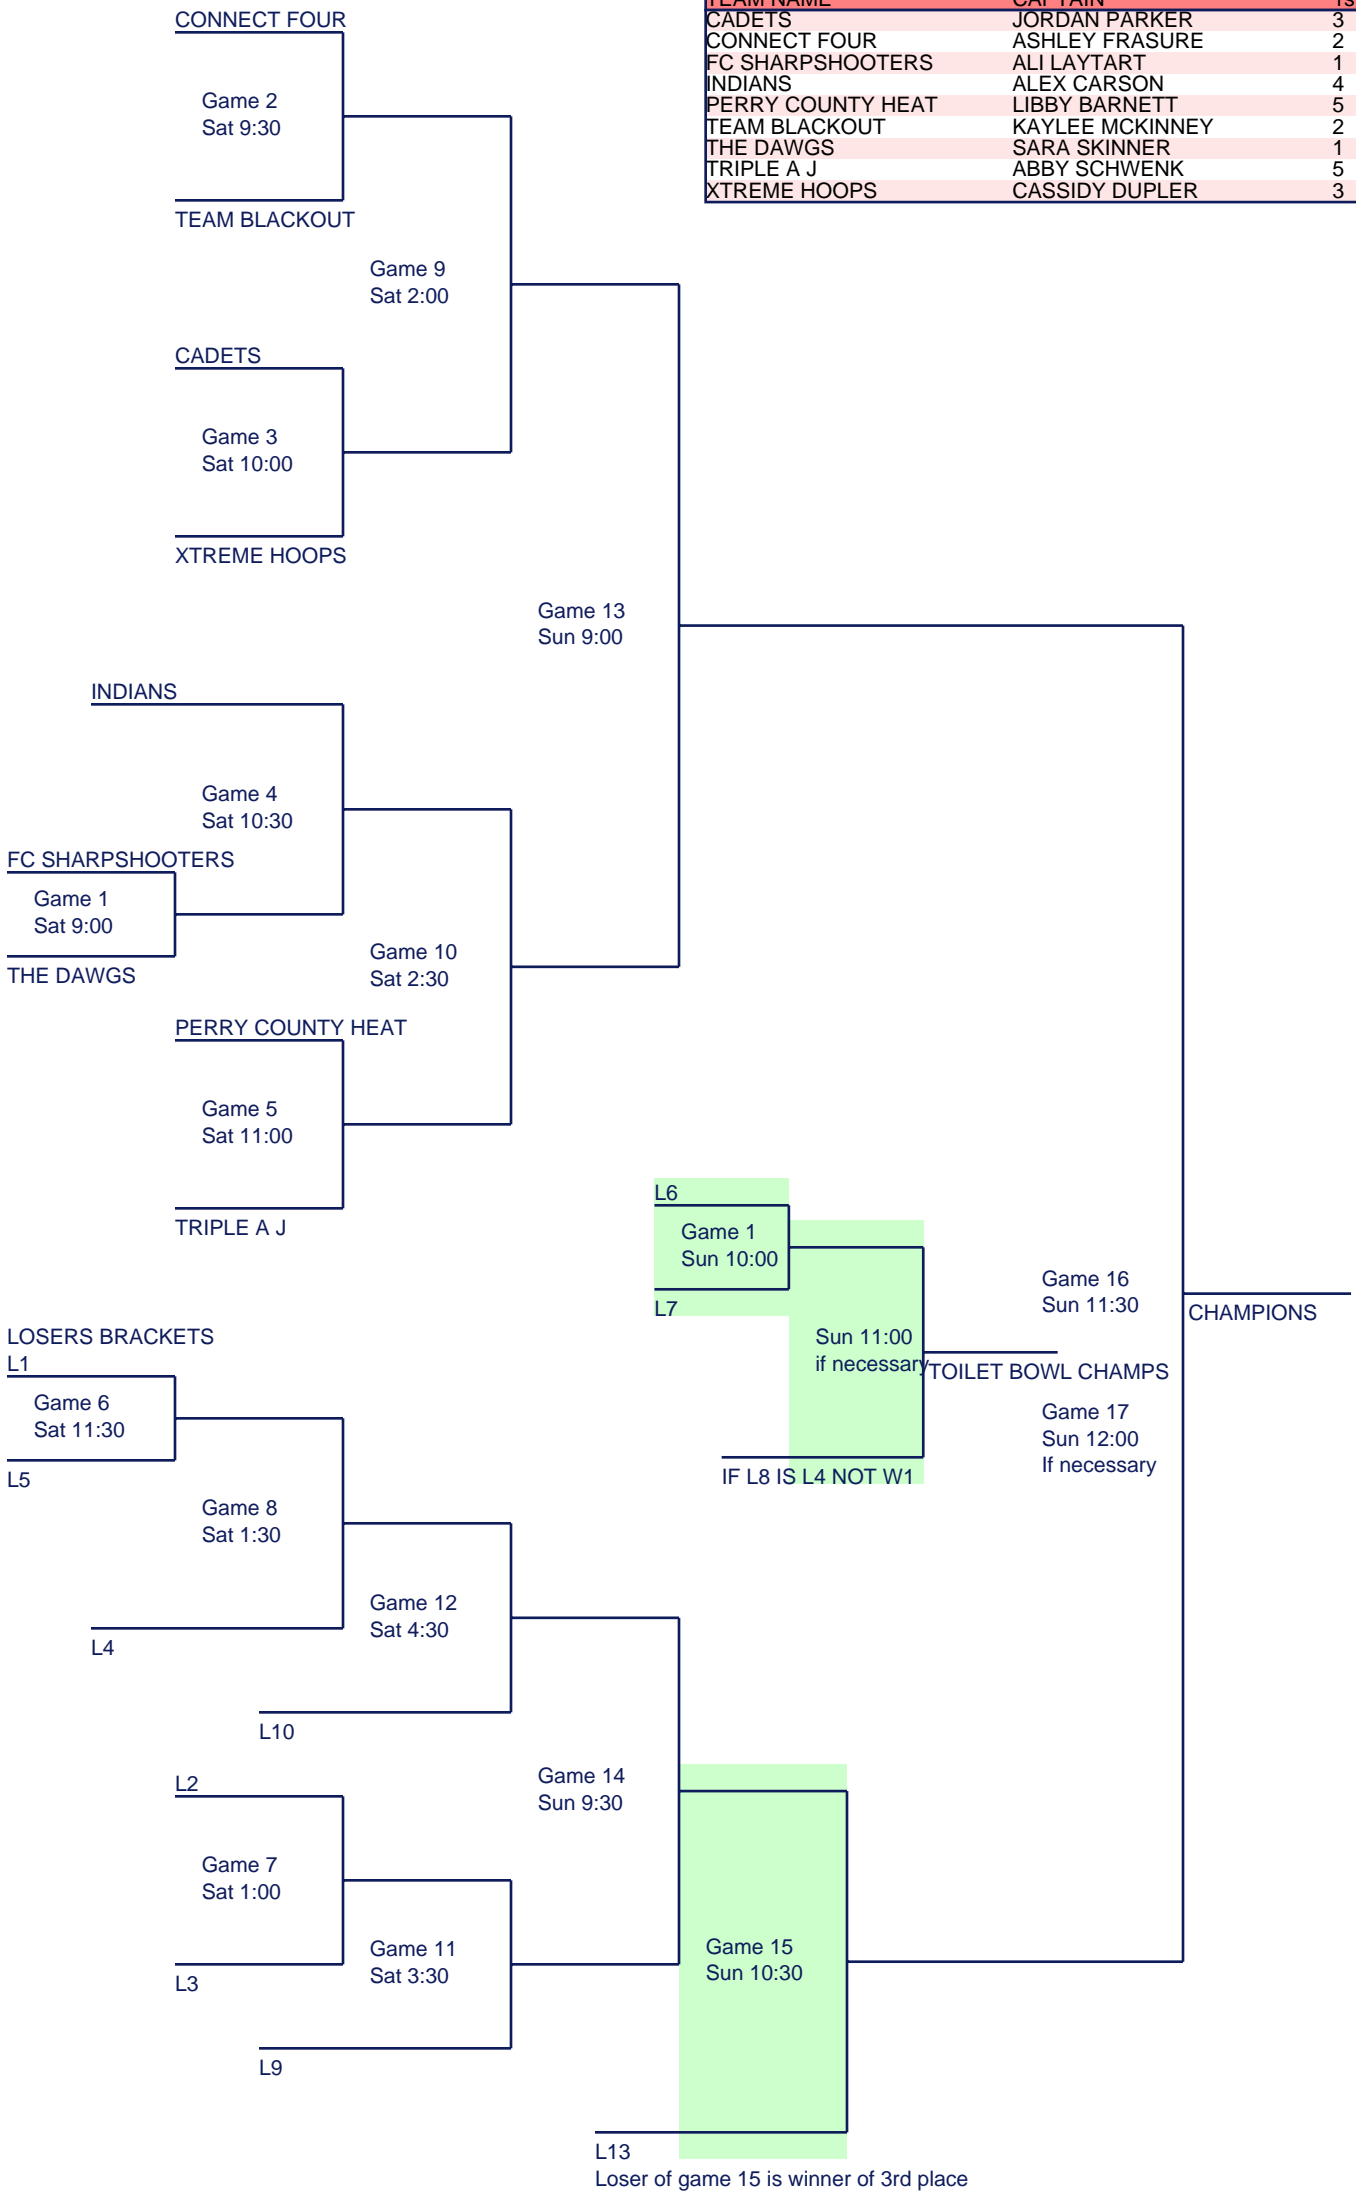 TEAM NAME CAPTAIN 1s
CADETS JORDAN PARKER 3
CONNECT FOUR ASHLEY FRASURE 2
FC SHARPSHOOTERS ALI LAYTART 1
INDIANS ALEX CARSON 4
PERRY COUNTY HEAT LIBBY BARNETT 5
TEAM BLACKOUT KAYLEE MCKINNEY 2
THE DAWGS SARA SKINNER 1
TRIPLE A J ABBY SCHWENK 5
XTREME HOOPS CASSIDY DUPLER 3
CONNECT FOUR
Game 2
Sat 9:30
TEAM BLACKOUT
Game 9
Sat 2:00
CADETS
Game 3
Sat 10:00
XTREME HOOPS
Game 13
Sun 9:00
INDIANS
Game 4
Sat 10:30
FC SHARPSHOOTERS
Game 1
Sat 9:00
THE DAWGS
Game 10
Sat 2:30
PERRY COUNTY HEAT
Game 5
Sat 11:00
TRIPLE A J
L6
Game 1
Sun 10:00
L7
Sun 11:00
if necessary
TOILET BOWL CHAMPS
IF L8 IS L4 NOT W1
Game 16
Sun 11:30
CHAMPIONS
Game 17
Sun 12:00
If necessary
LOSERS BRACKETS
L1
Game 6
Sat 11:30
L5
Game 8
Sat 1:30
L4
Game 12
Sat 4:30
L10
L2
Game 7
Sat 1:00
L3
Game 11
Sat 3:30
L9
Game 14
Sun 9:30
Game 15
Sun 10:30
L13
Loser of game 15 is winner of 3rd place